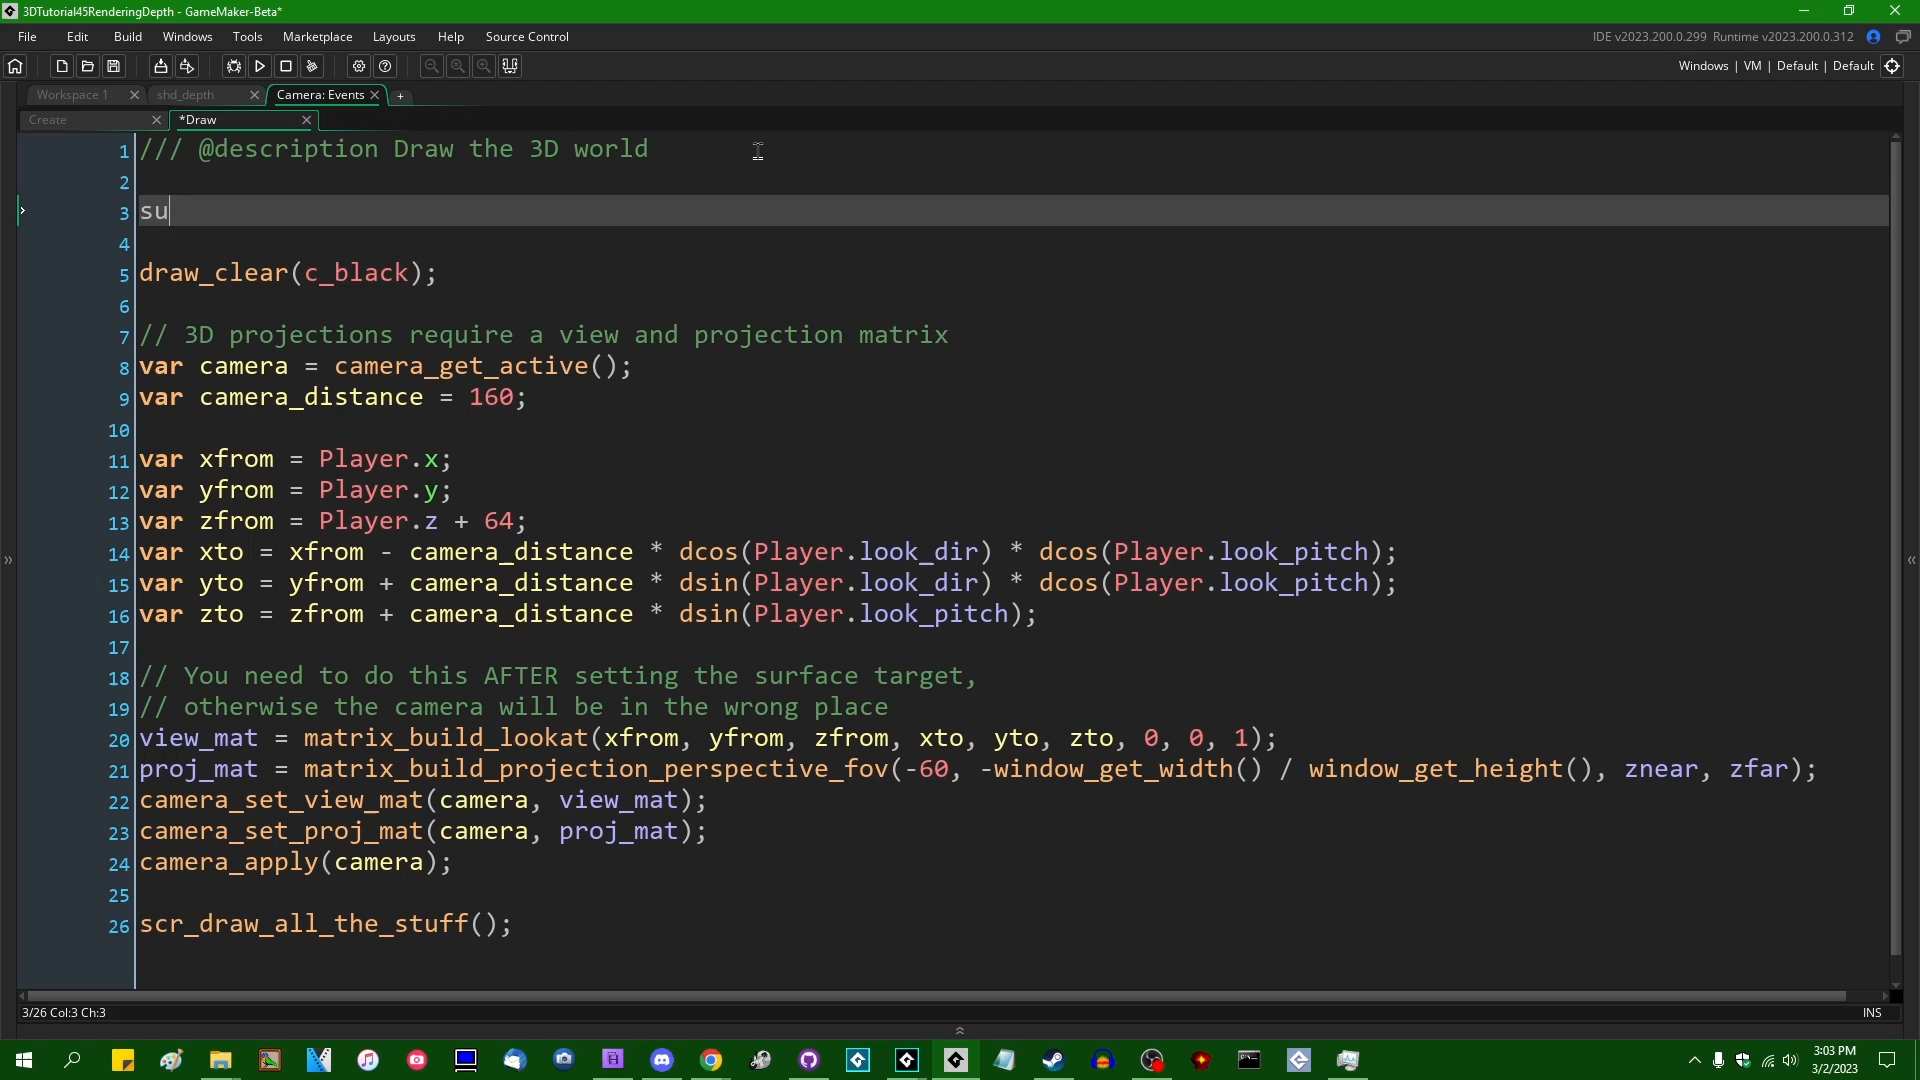 3DTutorial45RenderingDepth - GameMaker-Beta*
File Edit Build Windows Tools Marketplace Layouts Help Source Control
IDE v2023.200.0.299 Runtime v2023.200.0.312
Windows | VM | Default | Default
Workspace 1 shd_depth Camera: Events
Create *Draw
1 /// @description Draw the 3D world
2
3 su
4
5 draw_clear(c_black);
6
7 // 3D projections require a view and projection matrix
8 var camera = camera_get_active();
9 var camera_distance = 160;
10
11 var xfrom = Player.x;
12 var yfrom = Player.y;
13 var zfrom = Player.z + 64;
14 var xto = xfrom - camera_distance * dcos(Player.look_dir) * dcos(Player.look_pitch);
15 var yto = yfrom + camera_distance * dsin(Player.look_dir) * dcos(Player.look_pitch);
16 var zto = zfrom + camera_distance * dsin(Player.look_pitch);
17
18 // You need to do this AFTER setting the surface target,
19 // otherwise the camera will be in the wrong place
20 view_mat = matrix_build_lookat(xfrom, yfrom, zfrom, xto, yto, zto, 0, 0, 1);
21 proj_mat = matrix_build_projection_perspective_fov(-60, -window_get_width() / window_get_height(), znear, zfar);
22 camera_set_view_mat(camera, view_mat);
23 camera_set_proj_mat(camera, proj_mat);
24 camera_apply(camera);
25
26 scr_draw_all_the_stuff();
3/26 Col:3 Ch:3
INS
3:03 PM
3/2/2023